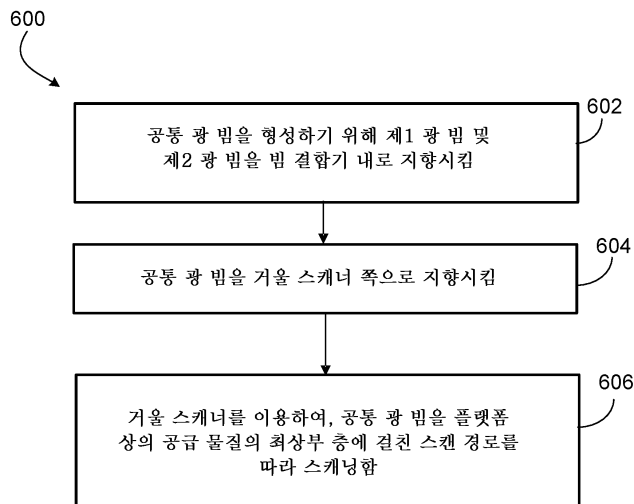 600
602
공통 광 빔을 형성하기 위해 제1 광 빔 및
제2 광 빔을 빔 결합기 내로 지향시킴
604
공통 광 빔을 거울 스캐너 쪽으로 지향시킴
606
거울 스캐너를 이용하여, 공통 광 빔을 플랫폼
상의 공급 물질의 최상부 층에 걸친 스캔 경로를
따라 스캐닝함